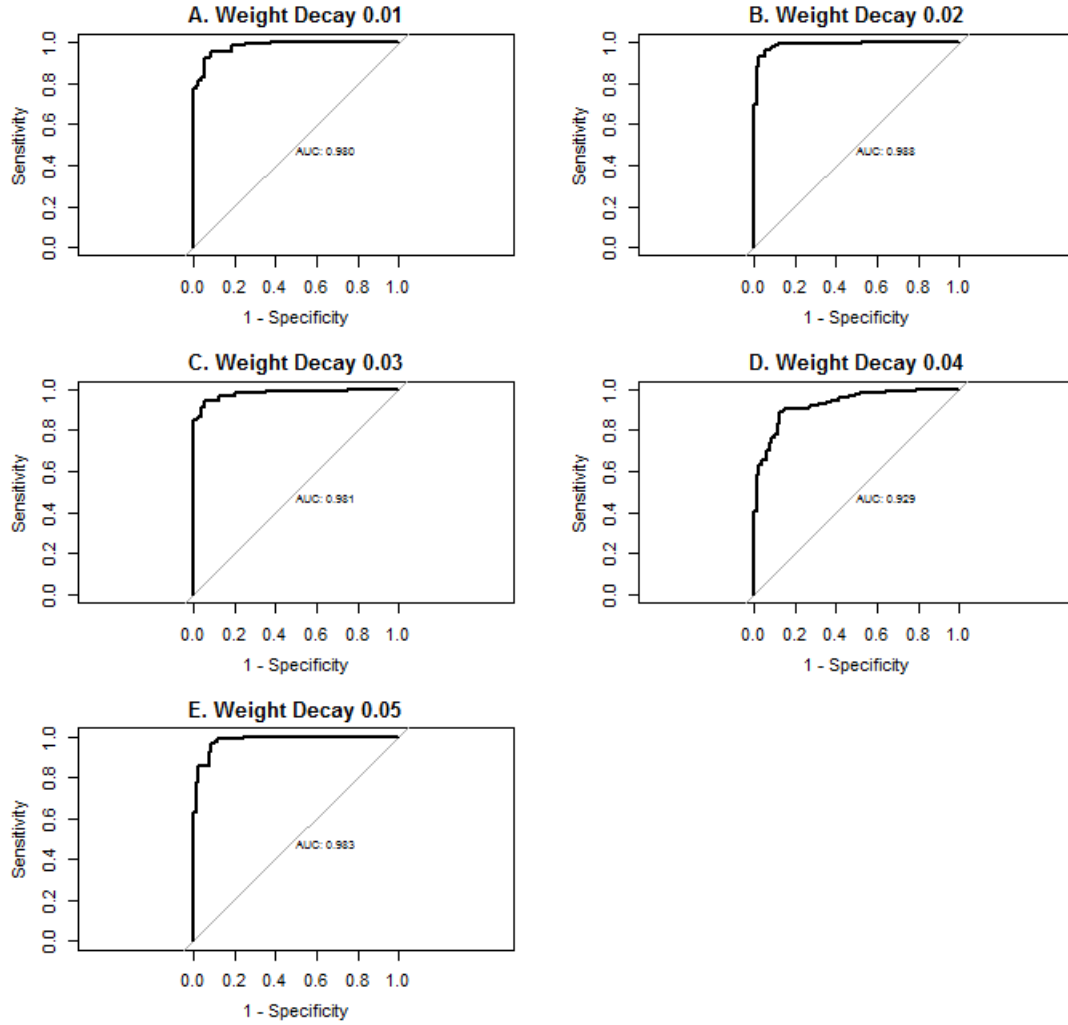 A. Weight Decay 0.01
Sensitivity
0.0 0.2 0.4 0.6 0.8 1.0
AUC: 0.980
0.0 0.2 0.4 0.6 0.8 1.0
1 - Specificity
B. Weight Decay 0.02
Sensitivity
0.0 0.2 0.4 0.6 0.8 1.0
AUC: 0.988
0.0 0.2 0.4 0.6 0.8 1.0
1 - Specificity
C. Weight Decay 0.03
Sensitivity
0.0 0.2 0.4 0.6 0.8 1.0
AUC: 0.981
0.0 0.2 0.4 0.6 0.8 1.0
1 - Specificity
D. Weight Decay 0.04
Sensitivity
0.0 0.2 0.4 0.6 0.8 1.0
AUC: 0.929
0.0 0.2 0.4 0.6 0.8 1.0
1 - Specificity
E. Weight Decay 0.05
Sensitivity
0.0 0.2 0.4 0.6 0.8 1.0
AUC: 0.983
0.0 0.2 0.4 0.6 0.8 1.0
1 - Specificity